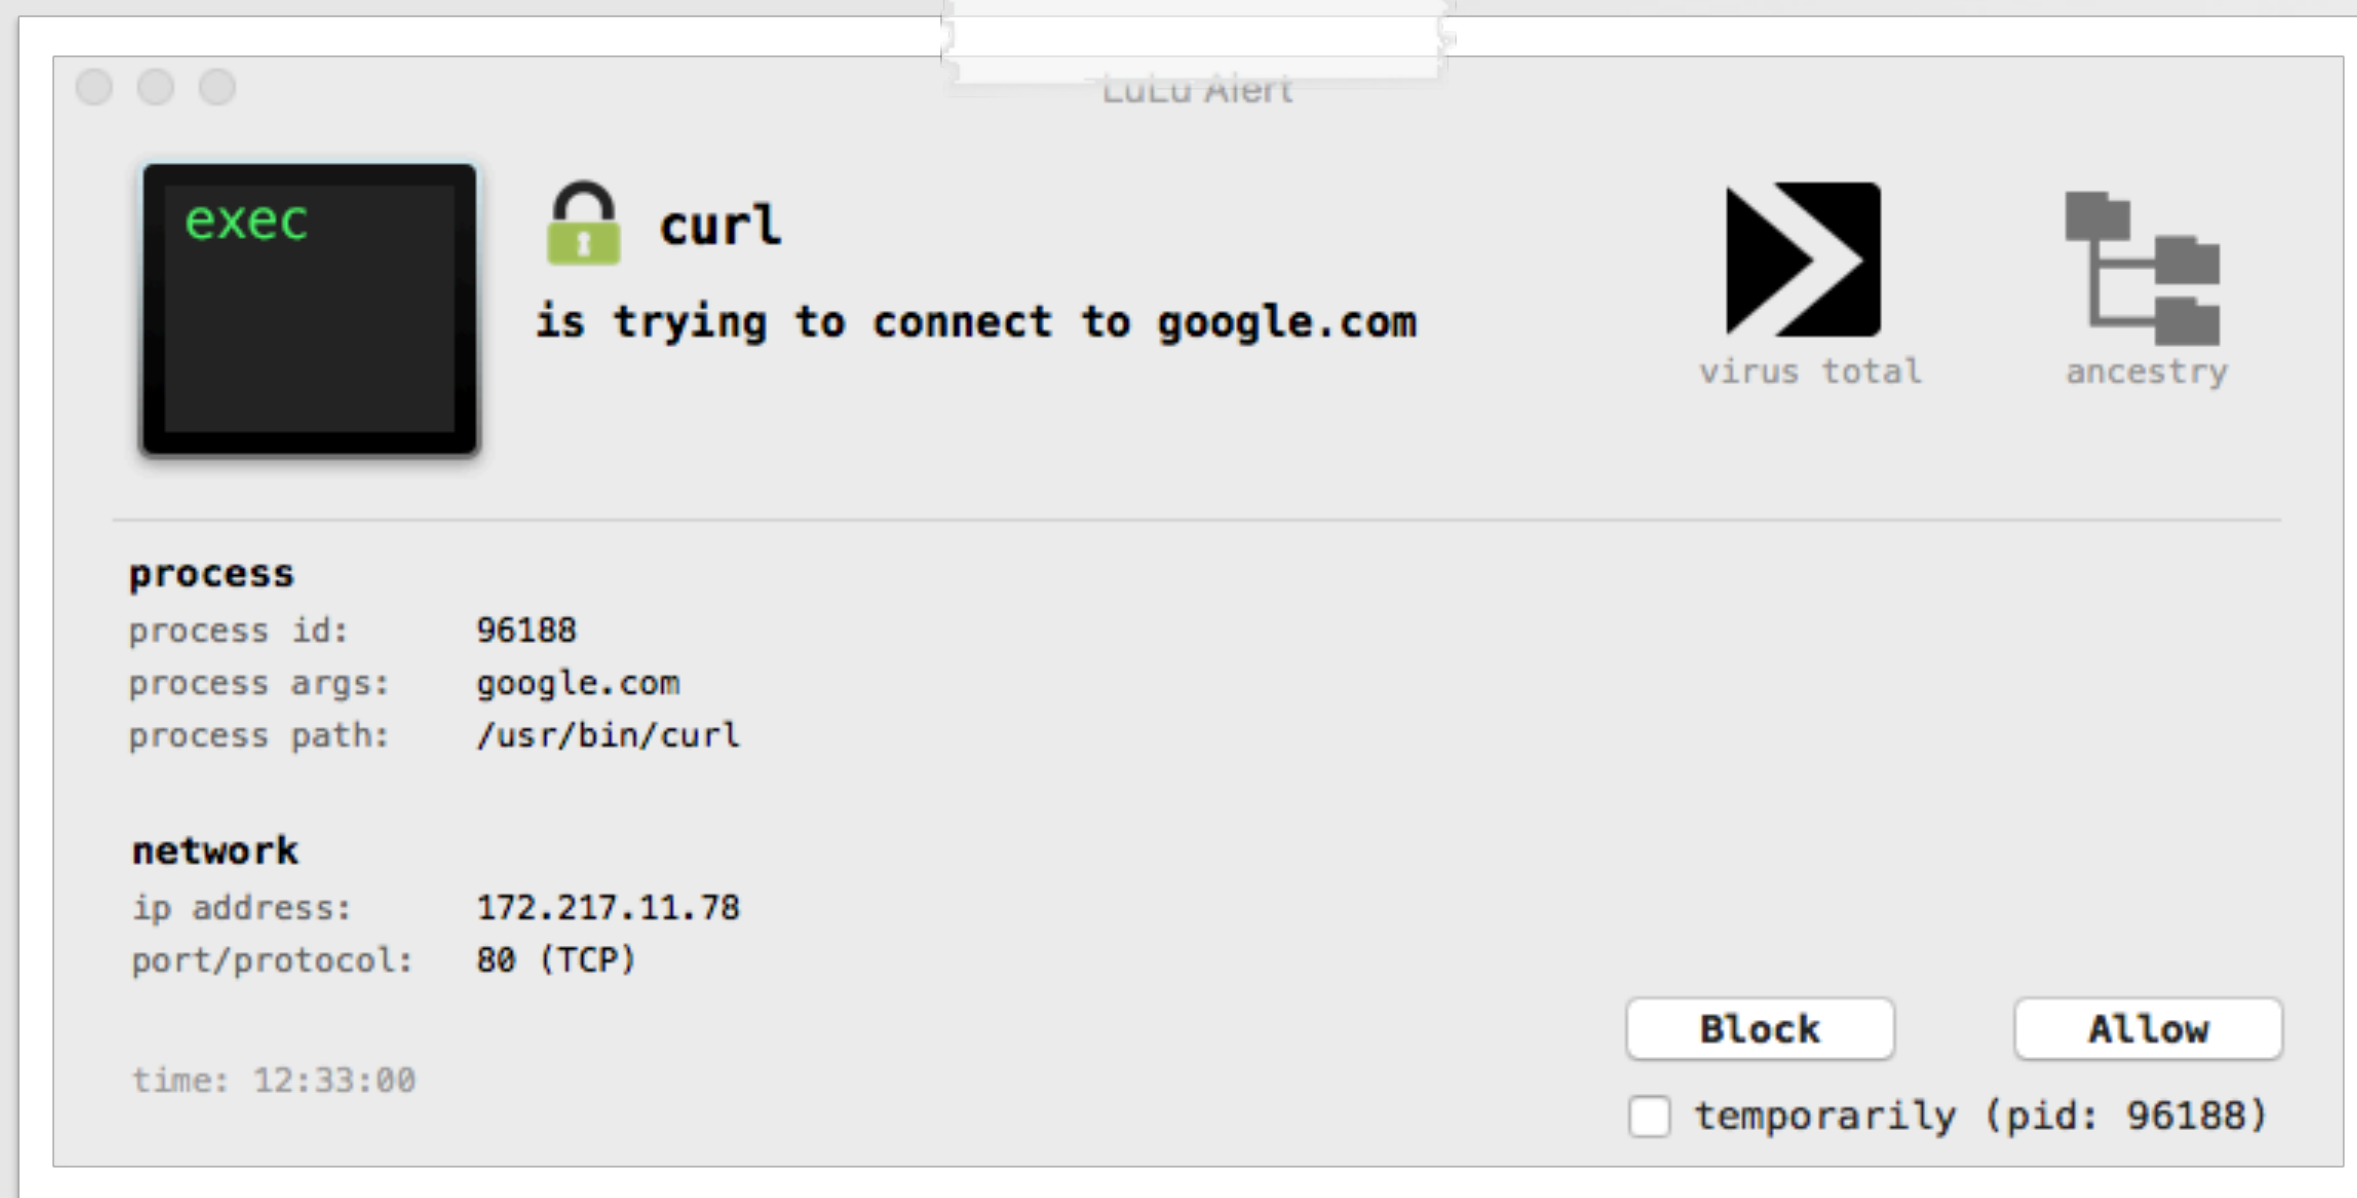 LuLu Alert
exec
curl
is trying to connect to google.com
virus total
ancestry
process
process id: 96188
process args: google.com
process path: /usr/bin/curl
network
ip address: 172.217.11.78
port/protocol: 80 (TCP)
Block
Allow
time: 12:33:00
temporarily (pid: 96188)